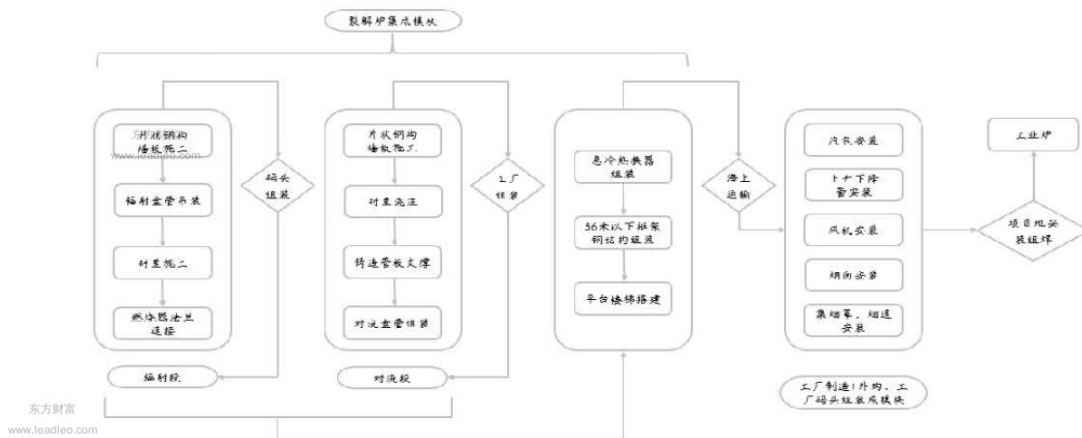 裂解炉集成模块
片状钢构
墙板施工
www.leadleo.com
辐射盘管吊装
衬里施工
燃烧器法兰
连接
辐射段
码头
组装
片状钢构
墙板施工
衬里浇注
铸造管板支撑
对流盘管组装
对流段
工厂
组装
急冷热换器
组装
36米以下框架
钢结构组装
平台楼梯搭建
海上
运输
汽包安装
上升下降
管安装
风机安装
烟囱安装
集烟罩、烟道
安装
工业炉
项目地安
装组焊
工厂制造:外购、工
厂码头组装成模块
东方财富
www.leadleo.com